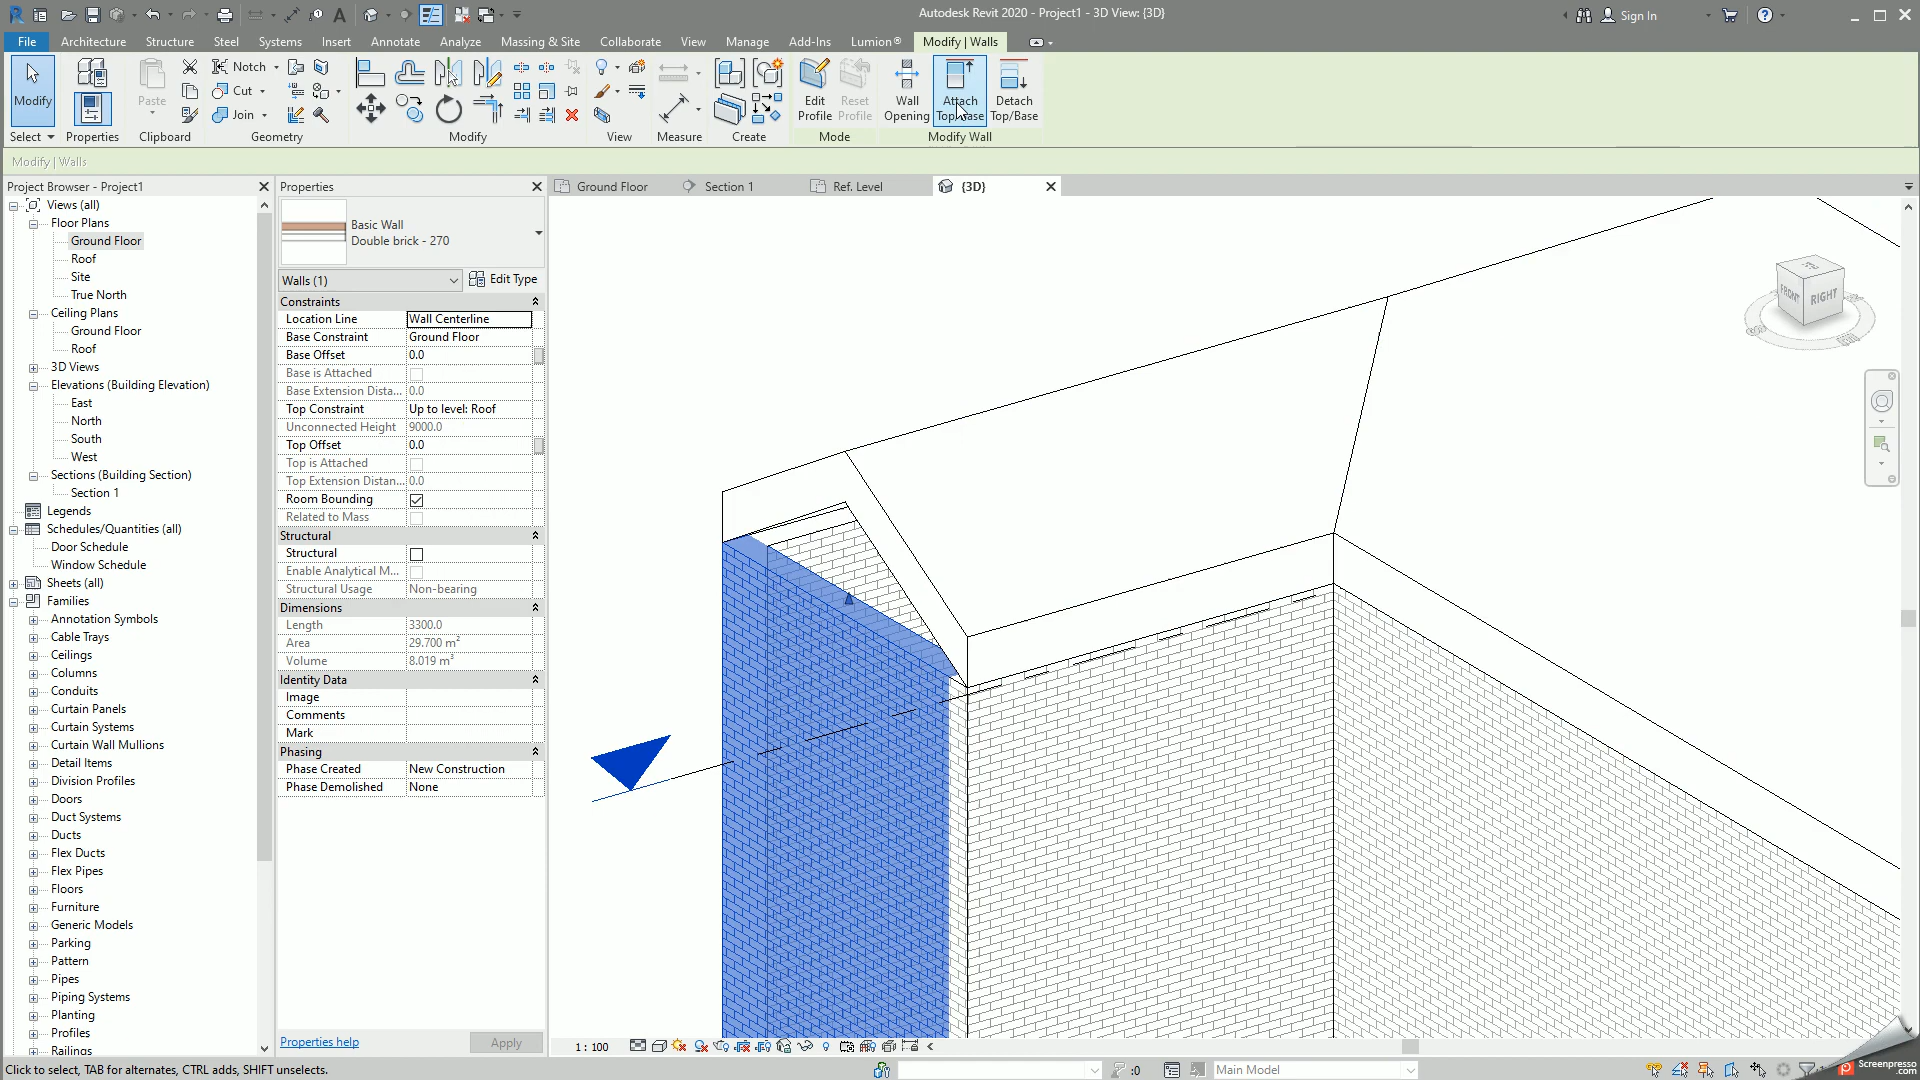 Autodesk Revit 2020 - Project1 - 3D View: {3D}
Sign In
File Architecture Structure Steel Systems Insert Annotate Analyze Massing & Site Collaborate View Manage Add-Ins Lumion® Modify | Walls
Modify
Paste
Notch
Cut
Join
Edit Profile
Reset Profile
Wall Opening
Attach Top/Base
Detach Top/Base
Select Properties Clipboard Geometry Modify View Measure Create Mode Modify Wall
Modify | Walls
Project Browser - Project1
Views (all)
Floor Plans
Ground Floor
Roof
Site
True North
Ceiling Plans
Ground Floor
Roof
3D Views
Elevations (Building Elevation)
East
North
South
West
Sections (Building Section)
Section 1
Legends
Schedules/Quantities (all)
Door Schedule
Window Schedule
Sheets (all)
Families
Annotation Symbols
Cable Trays
Ceilings
Columns
Conduits
Curtain Panels
Curtain Systems
Curtain Wall Mullions
Detail Items
Division Profiles
Doors
Duct Systems
Ducts
Flex Ducts
Flex Pipes
Floors
Furniture
Generic Models
Parking
Pattern
Pipes
Piping Systems
Planting
Profiles
Railings
Properties
Basic Wall
Double brick - 270
Walls (1) Edit Type
Constraints
Location Line Wall Centerline
Base Constraint Ground Floor
Base Offset 0.0
Base is Attached
Base Extension Dista... 0.0
Top Constraint Up to level: Roof
Unconnected Height 9000.0
Top Offset 0.0
Top is Attached
Top Extension Distan... 0.0
Room Bounding
Related to Mass
Structural
Structural
Enable Analytical M...
Structural Usage Non-bearing
Dimensions
Length 3300.0
Area 29.700 m²
Volume 8.019 m³
Identity Data
Image
Comments
Mark
Phasing
Phase Created New Construction
Phase Demolished None
Properties help Apply
Ground Floor Section 1 Ref. Level {3D}
FRONT RIGHT
1 : 100
Click to select, TAB for alternates, CTRL adds, SHIFT unselects.
:0
Main Model
Screenpresso
.com